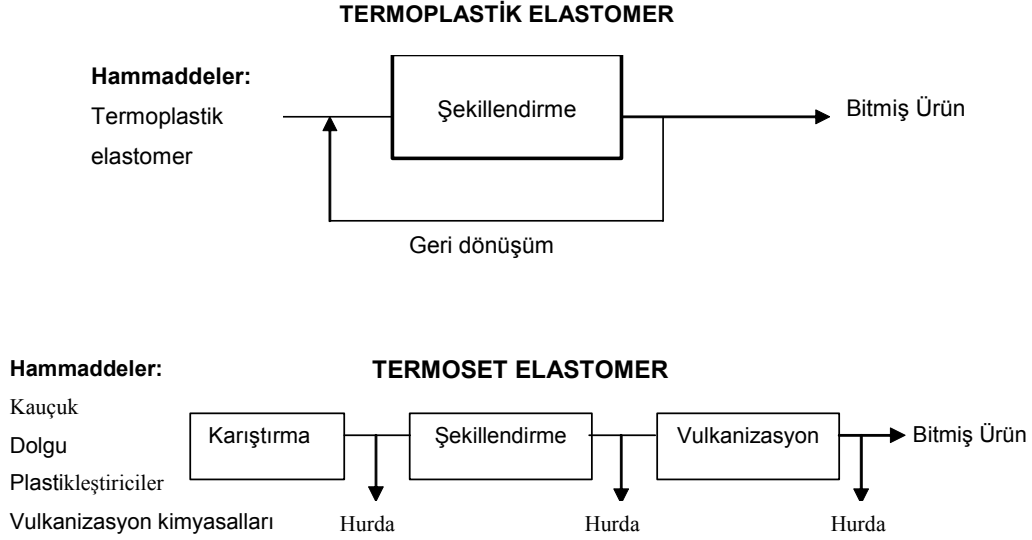 TERMOPLASTİK ELASTOMER
Hammaddeler:
Termoplastik
elastomer
Şekillendirme
Bitmiş Ürün
Geri dönüşüm
Hammaddeler:
TERMOSET ELASTOMER
Kauçuk
Dolgu
Plastikleştiriciler
Vulkanizasyon kimyasalları
Karıştırma
Şekillendirme
Vulkanizasyon
Bitmiş Ürün
Hurda
Hurda
Hurda